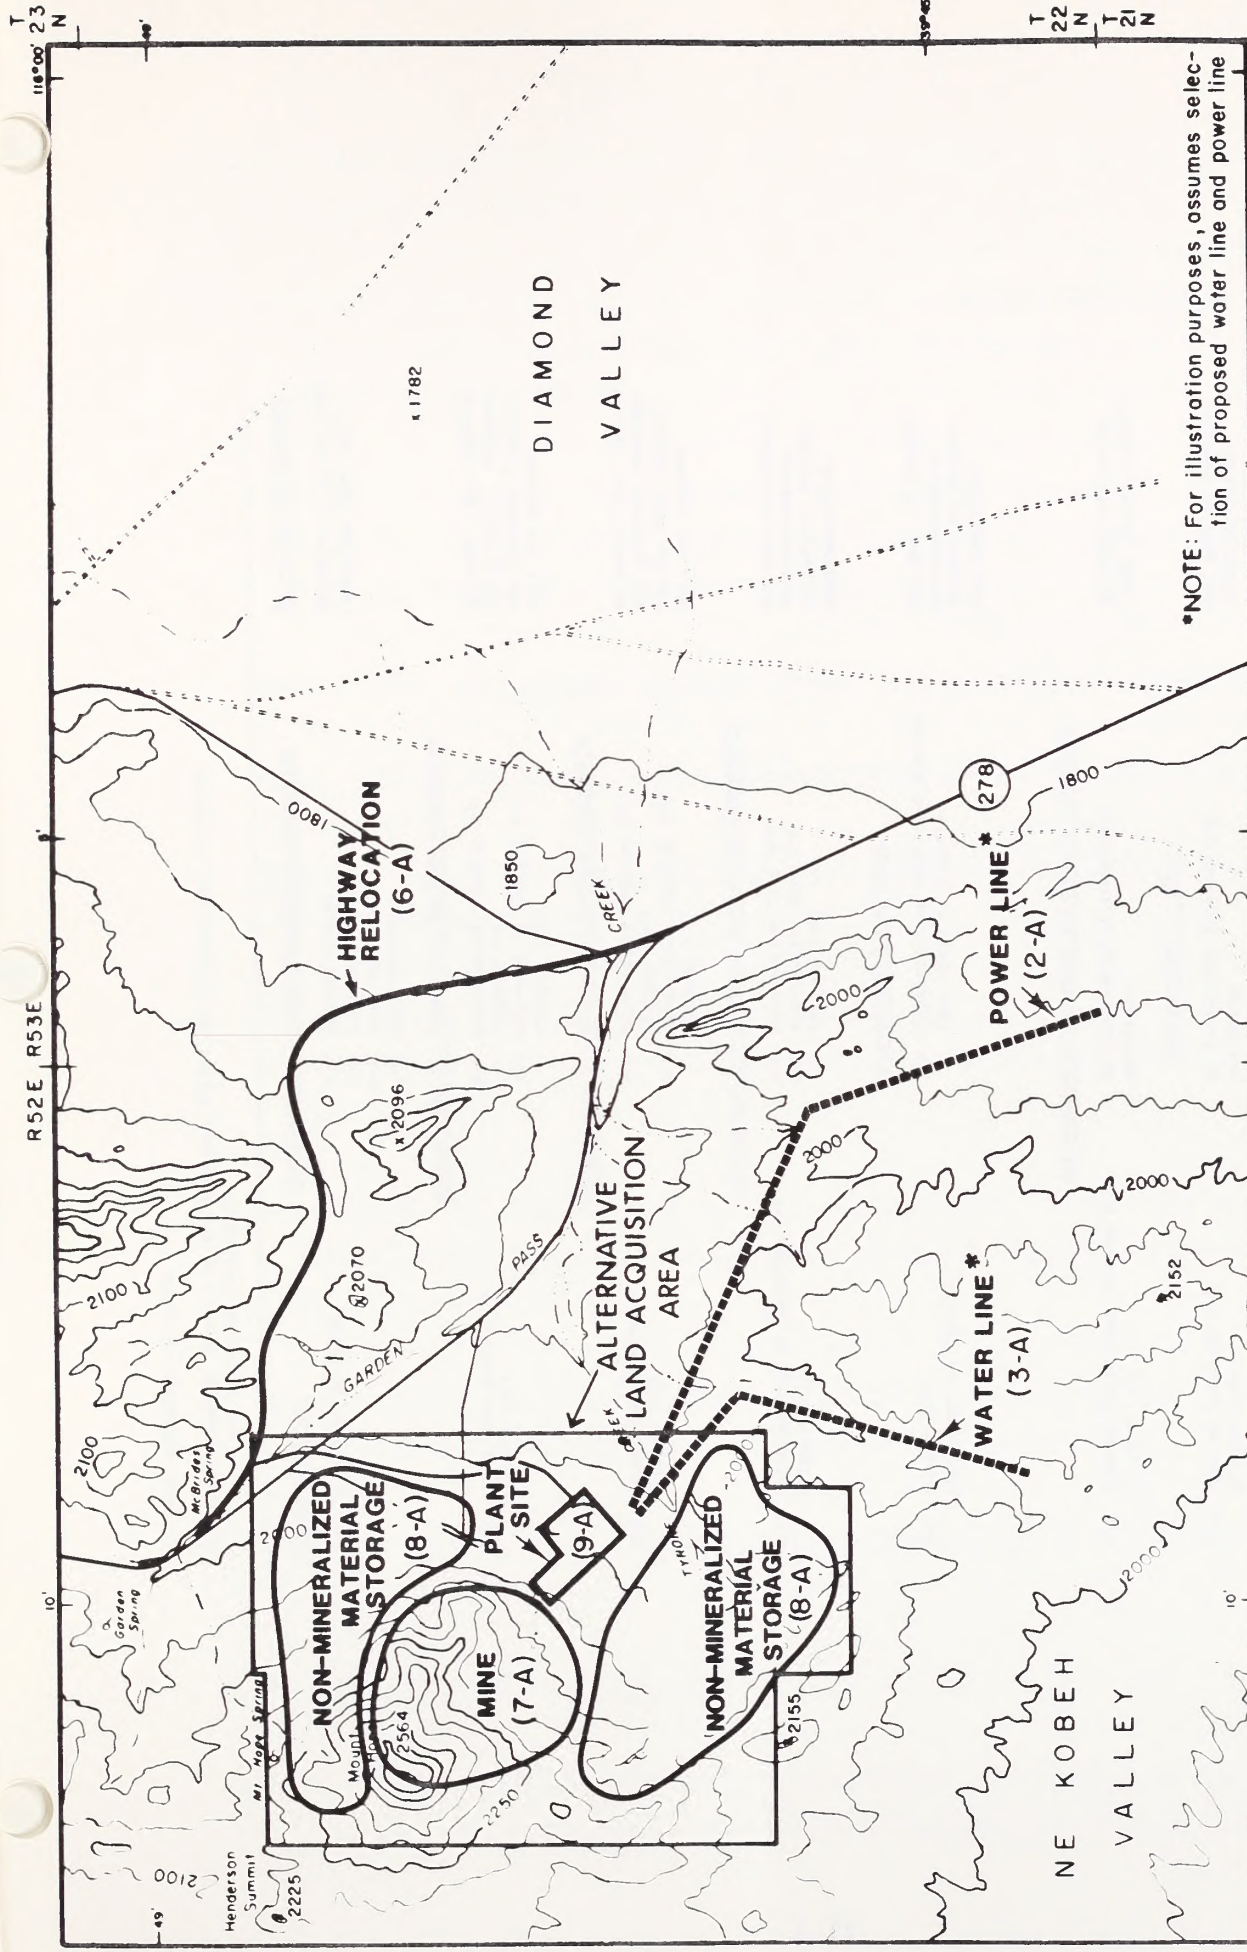 T
23
N
116°00'
49'
39°45'
T
22
N
T
21
N
R52E
R53E
DIAMOND
VALLEY
x 1782
HIGHWAY
RELOCATION
(6-A)
1800
1850
CREEK
278
1800
POWER LINE*
(2-A)
2000
2000
2000
x 2096
2070
2100
2100
McBrides
Spring
GARDEN
PASS
ALTERNATIVE
LAND ACQUISITION
AREA
WATER LINE*
(3-A)
2152
2000
NON-MINERALIZED
MATERIAL
STORAGE
(8-A)
PLANT
SITE
(9-A)
MINE
(7-A)
TYRONE
2000
NON-MINERALIZED
MATERIAL
STORAGE
(8-A)
2155
2000
10'
Garden
Spring
Mt Hope Spring
Mount
Hope
2564
2250
Henderson
Summit
2225
2100
49'
10'
NE KOBEH
VALLEY
*NOTE: For illustration purposes, assumes selec-
tion of proposed water line and power line